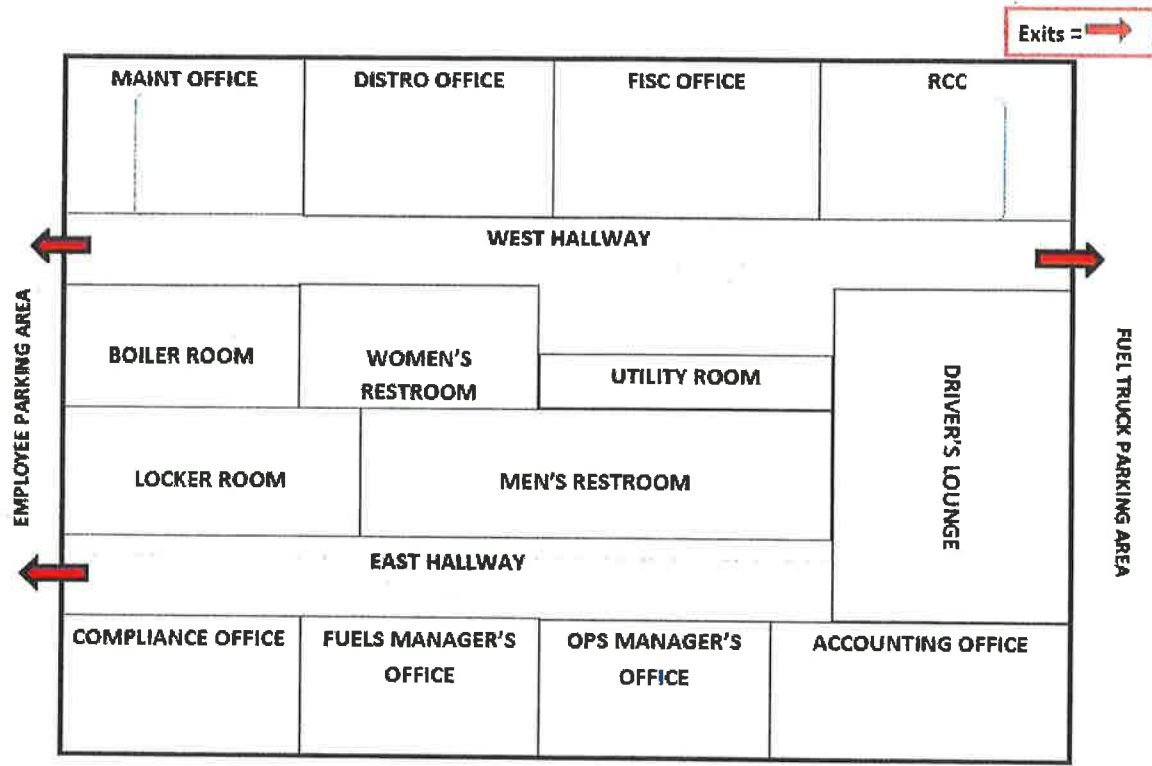 Exits =
MAINT OFFICE
DISTRO OFFICE
FISC OFFICE
RCC
WEST HALLWAY
EMPLOYEE PARKING AREA
BOILER ROOM
WOMEN'S
RESTROOM
UTILITY ROOM
DRIVER'S LOUNGE
FUEL TRUCK PARKING AREA
LOCKER ROOM
MEN'S RESTROOM
EAST HALLWAY
COMPLIANCE OFFICE
FUELS MANAGER'S
OFFICE
OPS MANAGER'S
OFFICE
ACCOUNTING OFFICE